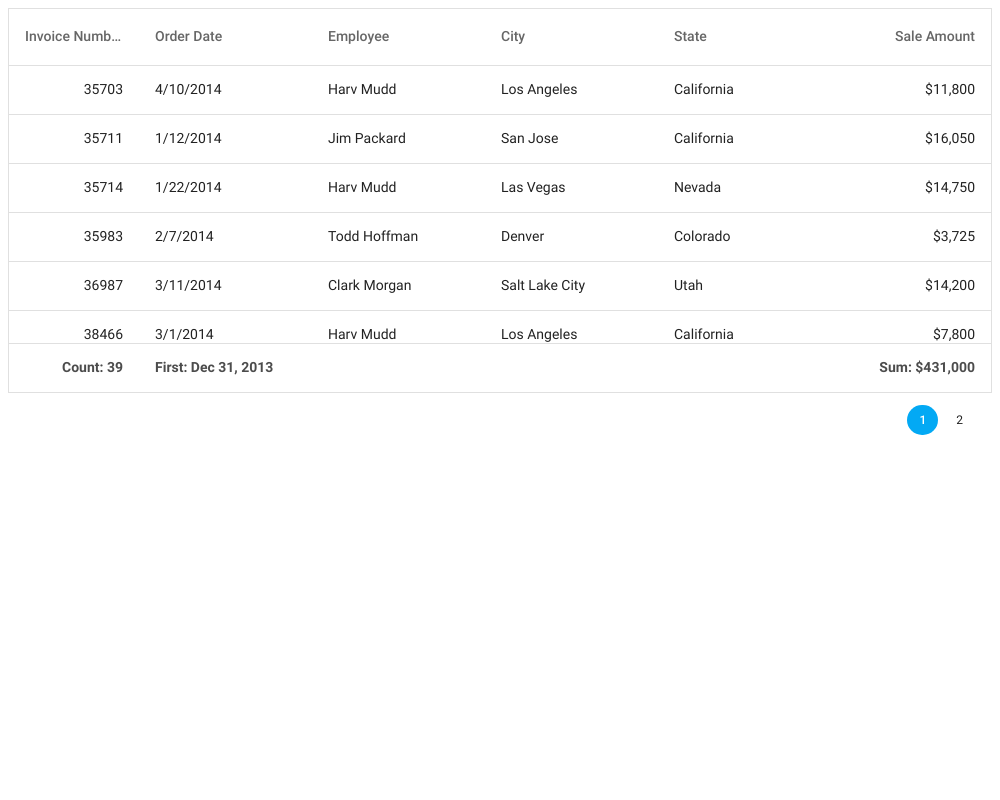 Invoice Numb... Order Date Employee City State Sale Amount
35703 4/10/2014 Harv Mudd Los Angeles California $11,800
35711 1/12/2014 Jim Packard San Jose California $16,050
35714 1/22/2014 Harv Mudd Las Vegas Nevada $14,750
35983 2/7/2014 Todd Hoffman Denver Colorado $3,725
36987 3/11/2014 Clark Morgan Salt Lake City Utah $14,200
38466 3/1/2014 Harv Mudd Los Angeles California $7,800
Count: 39 First: Dec 31, 2013 Sum: $431,000
1 2